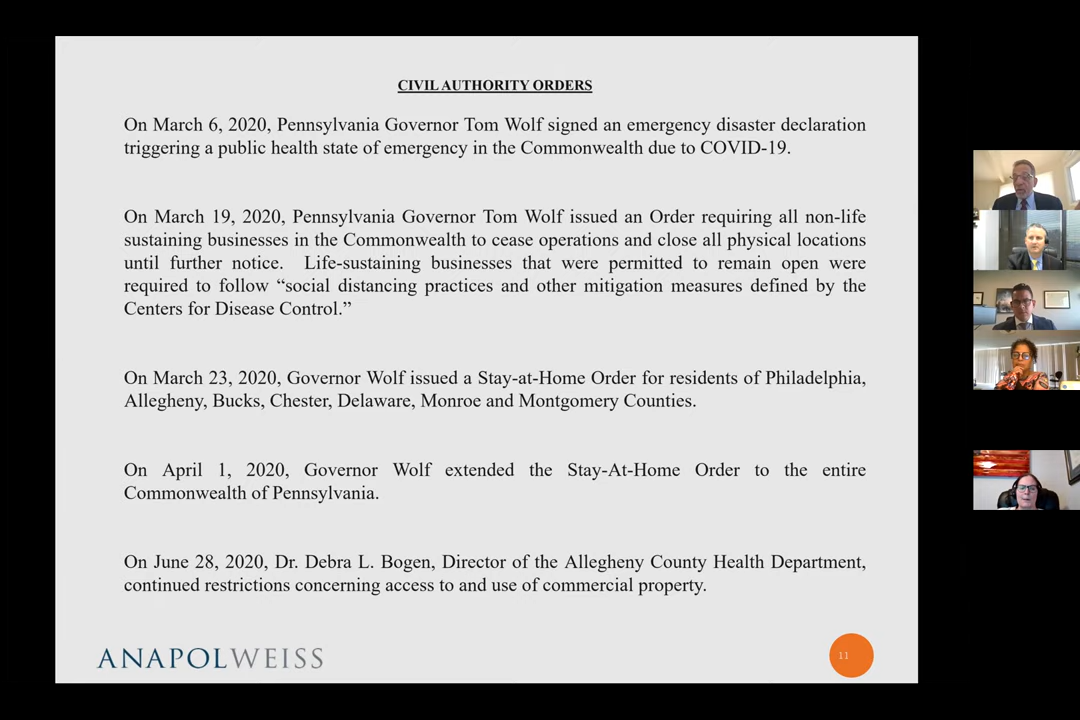 CIVIL AUTHORITY ORDERS
On March 6, 2020, Pennsylvania Governor Tom Wolf signed an emergency disaster declaration
triggering a public health state of emergency in the Commonwealth due to COVID-19.
On March 19, 2020, Pennsylvania Governor Tom Wolf issued an Order requiring all non-life
sustaining businesses in the Commonwealth to cease operations and close all physical locations
until further notice. Life-sustaining businesses that were permitted to remain open were
required to follow “social distancing practices and other mitigation measures defined by the
Centers for Disease Control.”
On March 23, 2020, Governor Wolf issued a Stay-at-Home Order for residents of Philadelphia,
Allegheny, Bucks, Chester, Delaware, Monroe and Montgomery Counties.
On April 1, 2020, Governor Wolf extended the Stay-At-Home Order to the entire
Commonwealth of Pennsylvania.
On June 28, 2020, Dr. Debra L. Bogen, Director of the Allegheny County Health Department,
continued restrictions concerning access to and use of commercial property.
ANAPOLWEISS
11